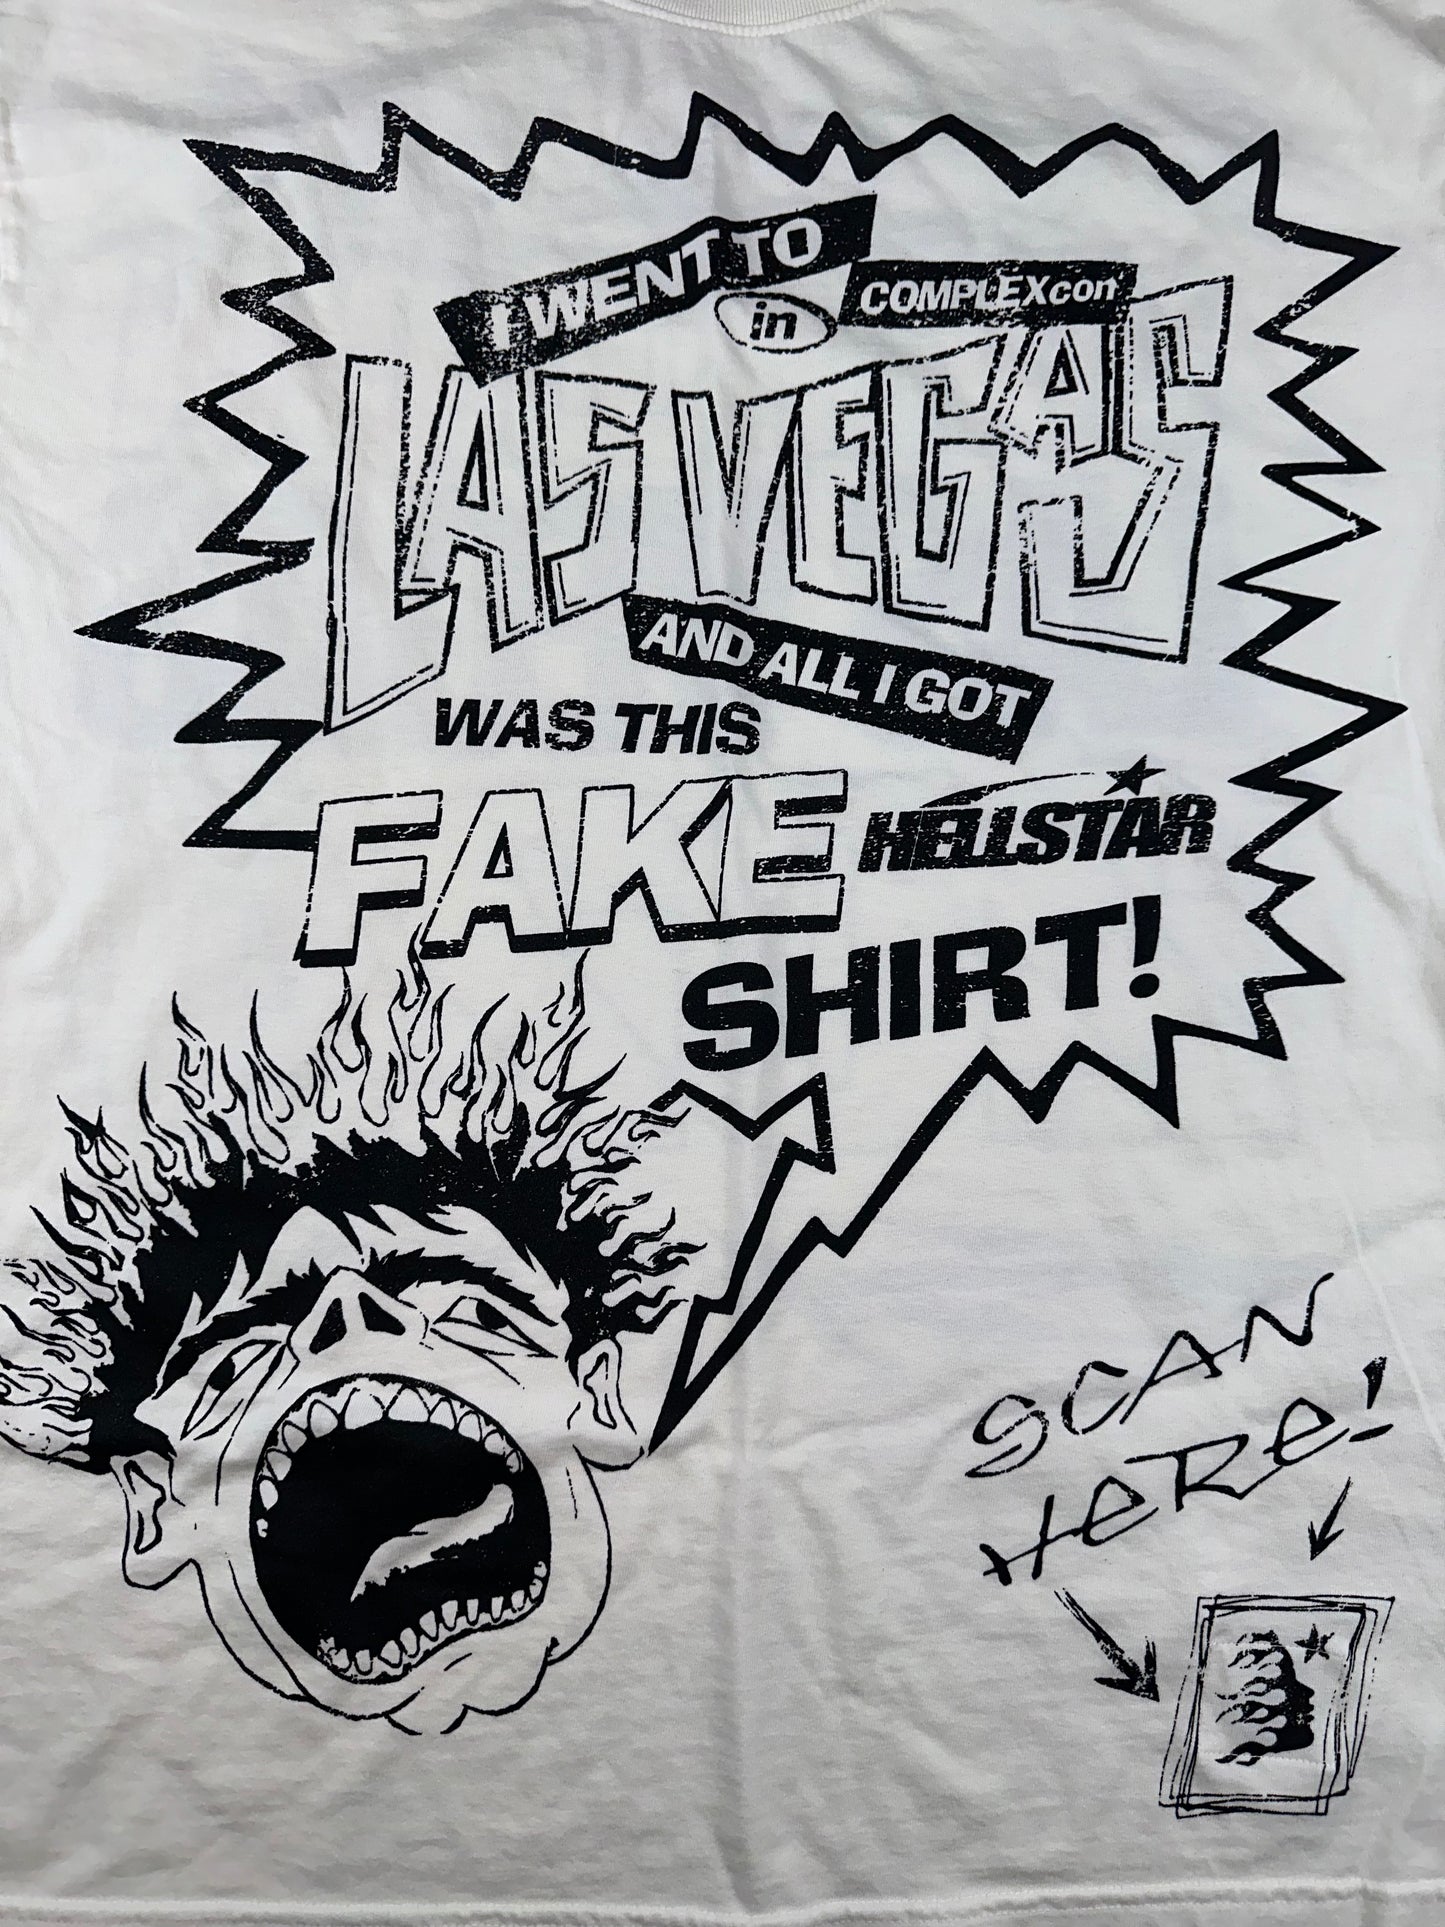 I WENT TO
COMPLEXcon
in
LAS VEGAS
AND ALL I GOT
WAS THIS
FAKE HELLSTAR
SHIRT!
SCAN
HERE!